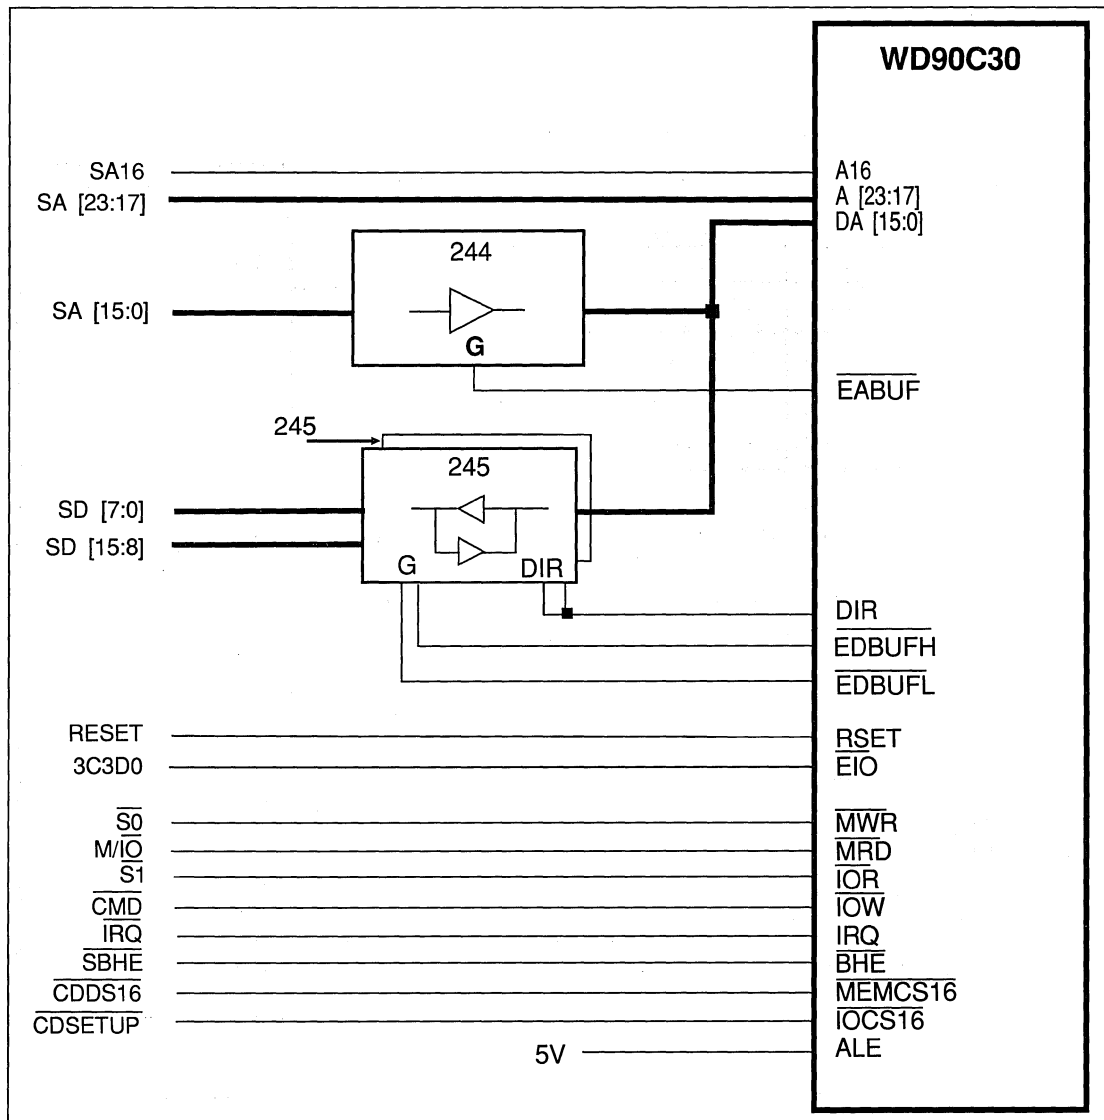 WD90C30
SA16 A16
SA [23:17] A [23:17]
DA [15:0]
244
SA [15:0]
G
EABUF
245
245
SD [7:0]
SD [15:8]
G DIR
DIR
EDBUFH
EDBUFL
RESET RSET
3C3D0 EIO
S0 MWR
M/IO MRD
S1 IOR
CMD IOW
IRQ IRQ
SBHE BHE
CDDS16 MEMCS16
CDSETUP IOCS16
5V ALE